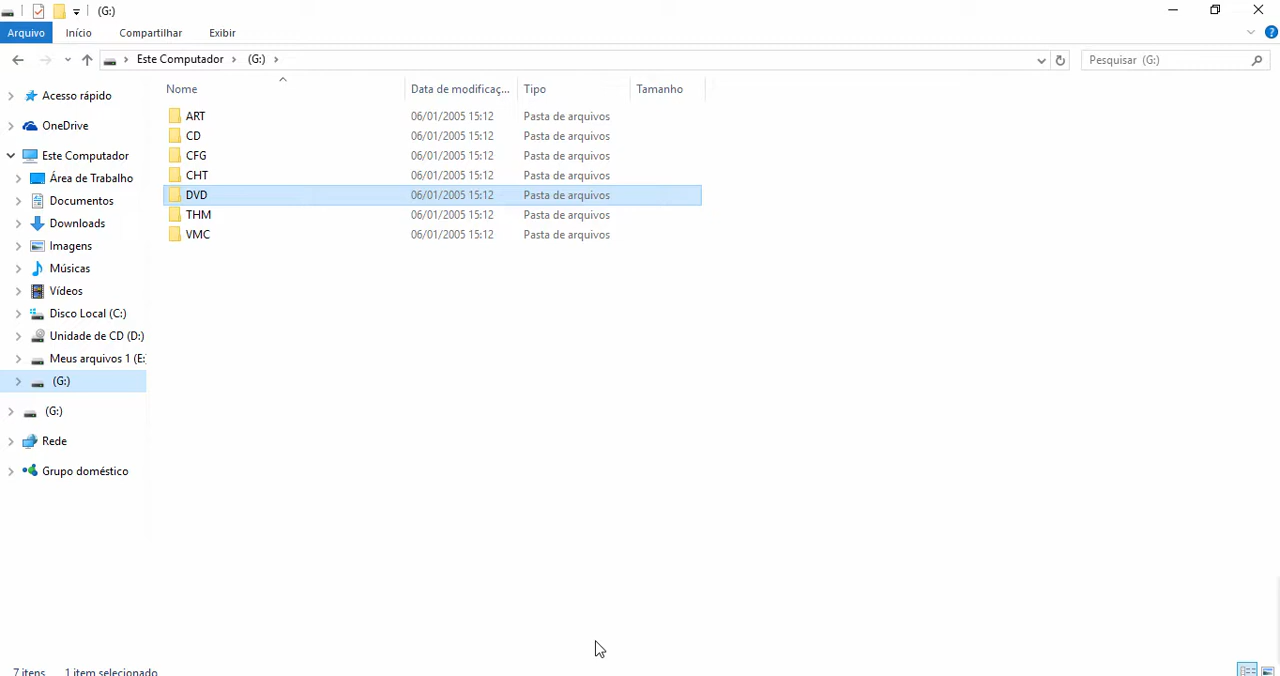 (G:)
Arquivo Início Compartilhar Exibir
Este Computador (G:) Pesquisar (G:)
Nome Data de modificaç... Tipo Tamanho
ART 06/01/2005 15:12 Pasta de arquivos
CD 06/01/2005 15:12 Pasta de arquivos
CFG 06/01/2005 15:12 Pasta de arquivos
CHT 06/01/2005 15:12 Pasta de arquivos
DVD 06/01/2005 15:12 Pasta de arquivos
THM 06/01/2005 15:12 Pasta de arquivos
VMC 06/01/2005 15:12 Pasta de arquivos
Acesso rápido
OneDrive
Este Computador
Área de Trabalho
Documentos
Downloads
Imagens
Músicas
Vídeos
Disco Local (C:)
Unidade de CD (D:)
Meus arquivos 1 (E:
(G:)
(G:)
Rede
Grupo doméstico
7 itens 1 item selecionado